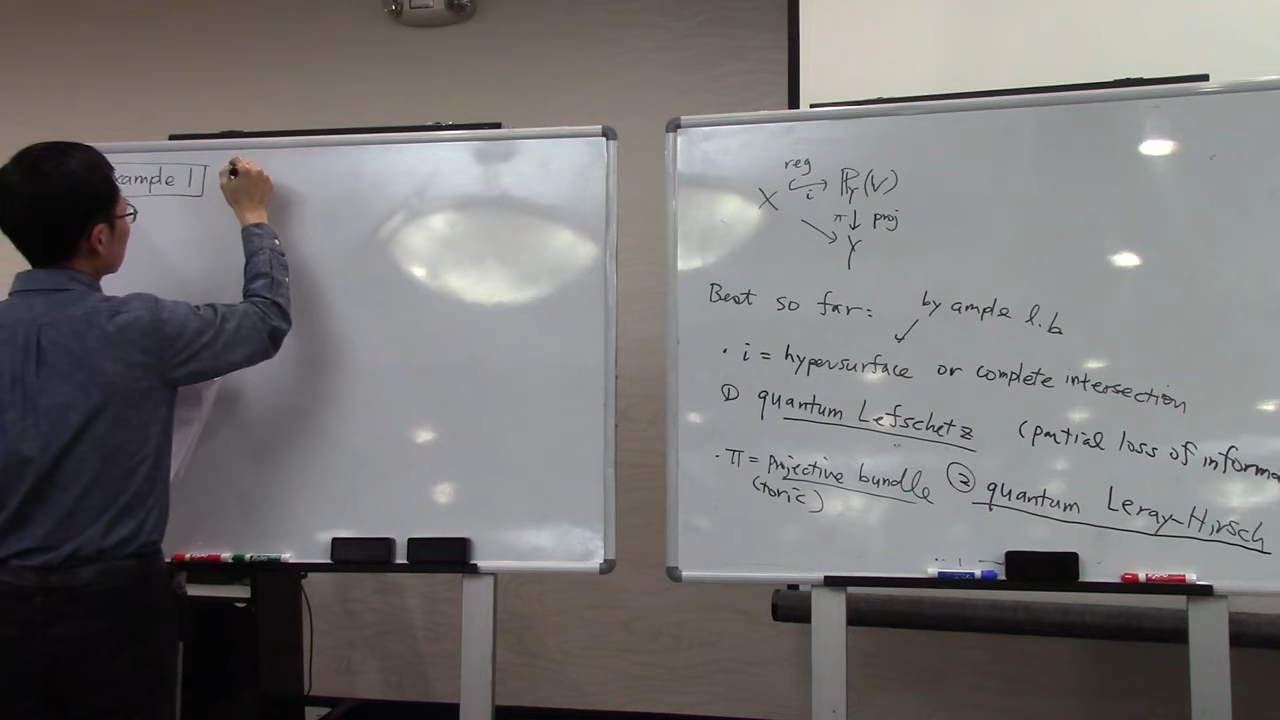 xample 1
reg
X ⟷ P_Y(V)
i
π ↓ proj
Y
Best so far: by ample l.b
· i = hypersurface or complete intersection
① quantum Lefschetz (partial loss of informa
· π = projective bundle ② quantum Leray-Hirsch
(toric)